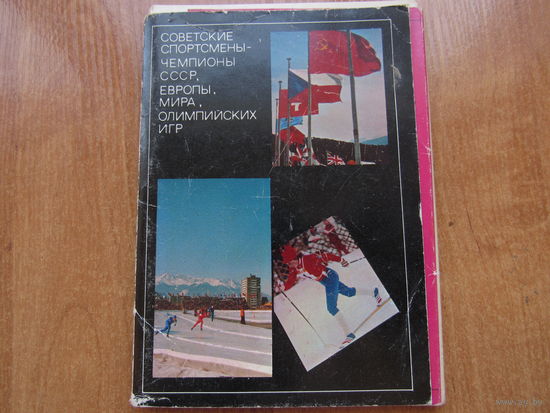 СОВЕТСКИЕ
СПОРТСМЕНЫ-
ЧЕМПИОНЫ
СССР,
ЕВРОПЫ,
МИРА,
ОЛИМПИЙСКИХ
ИГР